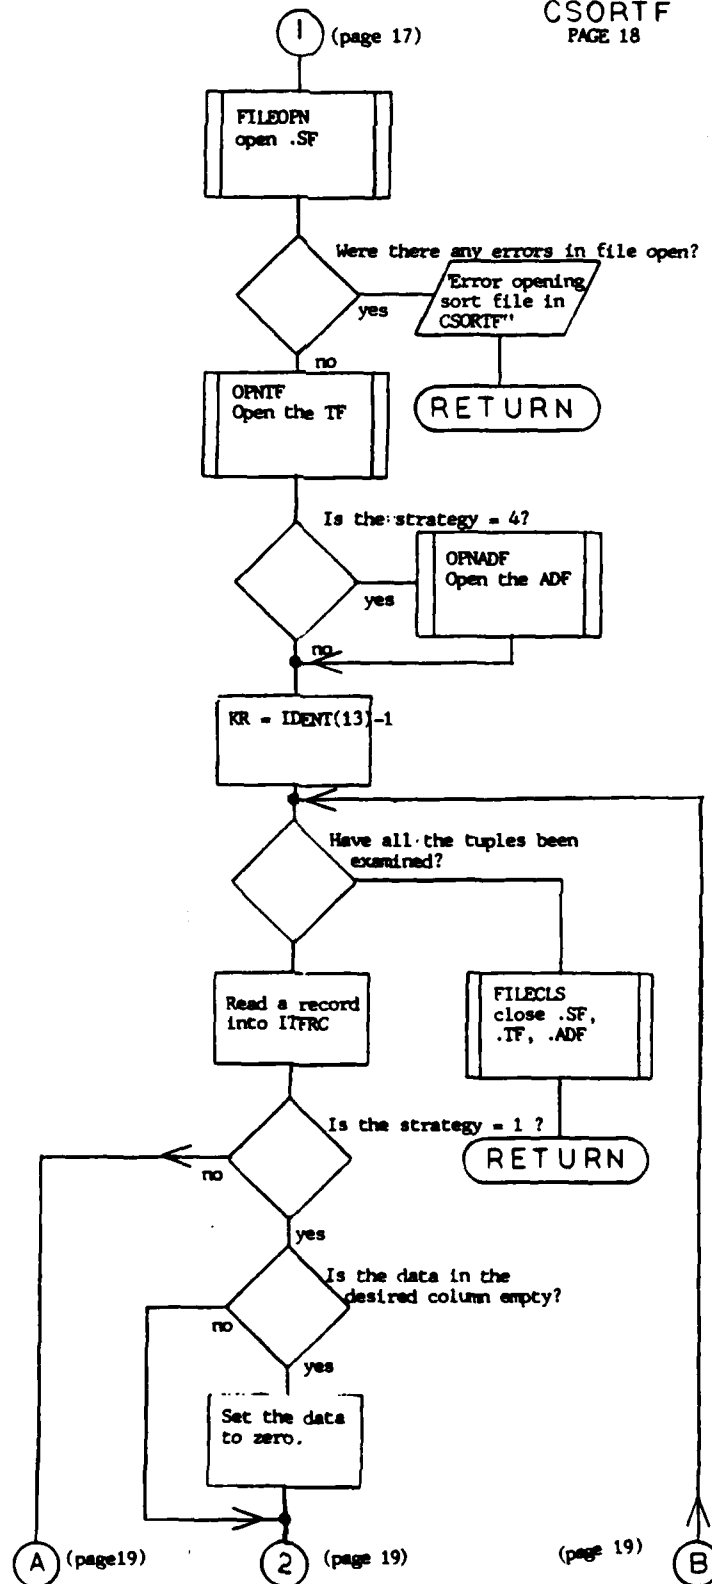 CSORTF
PAGE 18
1 (page 17)
FILEOPN
open .SF
Were there any errors in file open?
yes
"Error opening
sort file in
CSORTF"
no
RETURN
OPNTF
Open the TF
Is the strategy = 4?
yes
OPNADF
Open the ADF
no
KR = IDENT(13)-1
Have all the tuples been
examined?
Read a record
into ITFRC
FILECLS
close .SF,
.TF, .ADF
Is the strategy = 1 ?
no
RETURN
yes
Is the data in the
desired column empty?
no
yes
Set the data
to zero.
A (page19)
2 (page 19)
(page 19) B